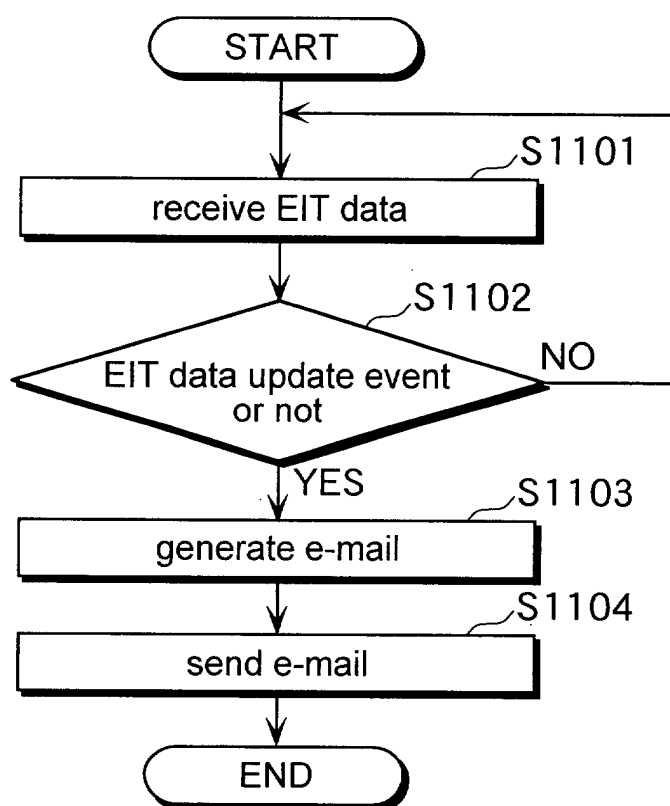 START
S1101
receive EIT data
S1102
EIT data update event
or not
NO
YES
S1103
generate e-mail
S1104
send e-mail
END